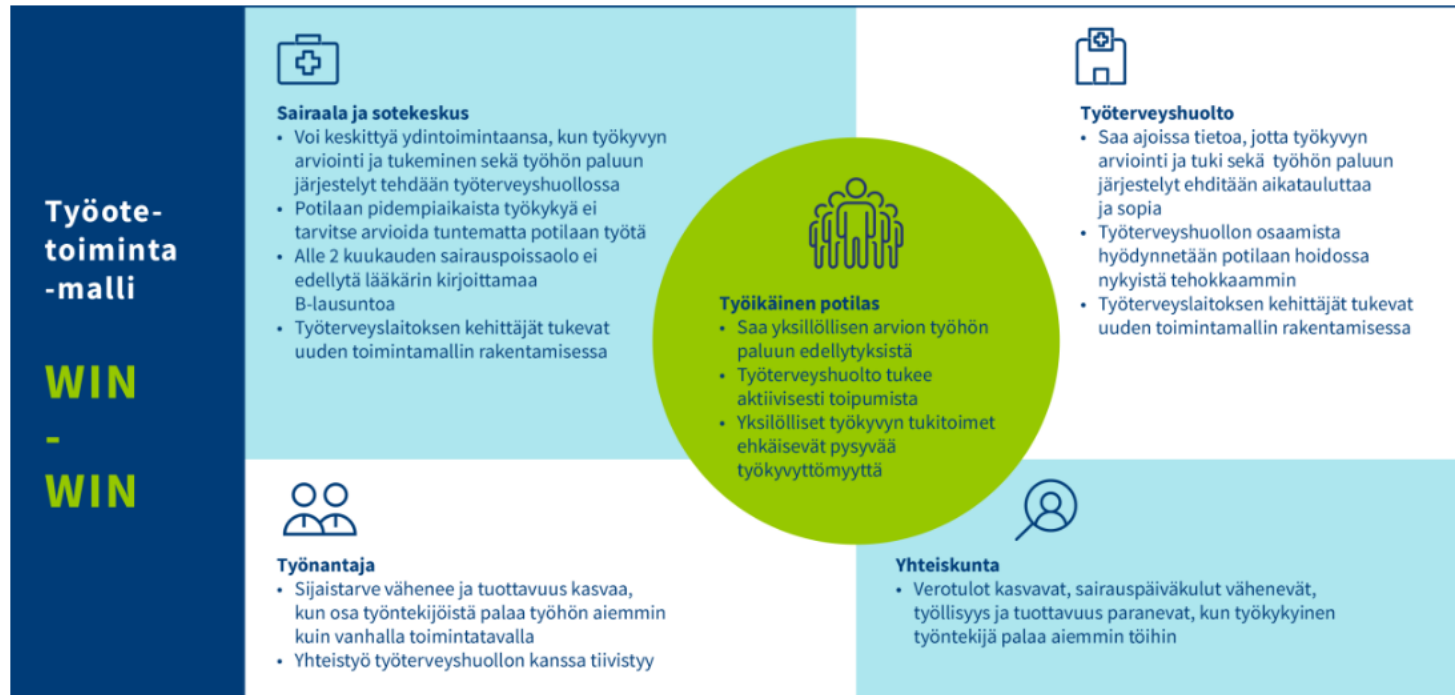 Työote-
toiminta
-malli
WIN
-
WIN
Sairaala ja sotekeskus
• Voi keskittyä ydintoimintaansa, kun työkyvyn
arviointi ja tukeminen sekä työhön paluun
järjestelyt tehdään työterveyshuollossa
• Potilaan pidempiaikaista työkykyä ei
tarvitse arvioida tuntematta potilaan työtä
• Alle 2 kuukauden sairauspoissaolo ei
edellytä lääkärin kirjoittamaa
B-lausuntoa
• Työterveyslaitoksen kehittäjät tukevat
uuden toimintamallin rakentamisessa
Työterveyshuolto
• Saa ajoissa tietoa, jotta työkyvyn
arviointi ja tuki sekä työhön paluun
järjestelyt ehditään aikatauluttaa
ja sopia
• Työterveyshuollon osaamista
hyödynnetään potilaan hoidossa
nykyistä tehokkaammin
• Työterveyslaitoksen kehittäjät tukevat
uuden toimintamallin rakentamisessa
Työikäinen potilas
• Saa yksillöllisen arvion työhön
paluun edellytyksistä
• Työterveyshuolto tukee
aktiivisesti toipumista
• Yksilölliset työkyvyn tukitoimet
ehkäisevät pysyvää
työkyvyttömyyttä
Työnantaja
• Sijaistarve vähenee ja tuottavuus kasvaa,
kun osa työntekijöistä palaa työhön aiemmin
kuin vanhalla toimintatavalla
• Yhteistyö työterveyshuollon kanssa tiivistyy
Yhteiskunta
• Verotulot kasvavat, sairauspäiväkulut vähenevät,
työllisyys ja tuottavuus paranevat, kun työkykyinen
työntekijä palaa aiemmin töihin